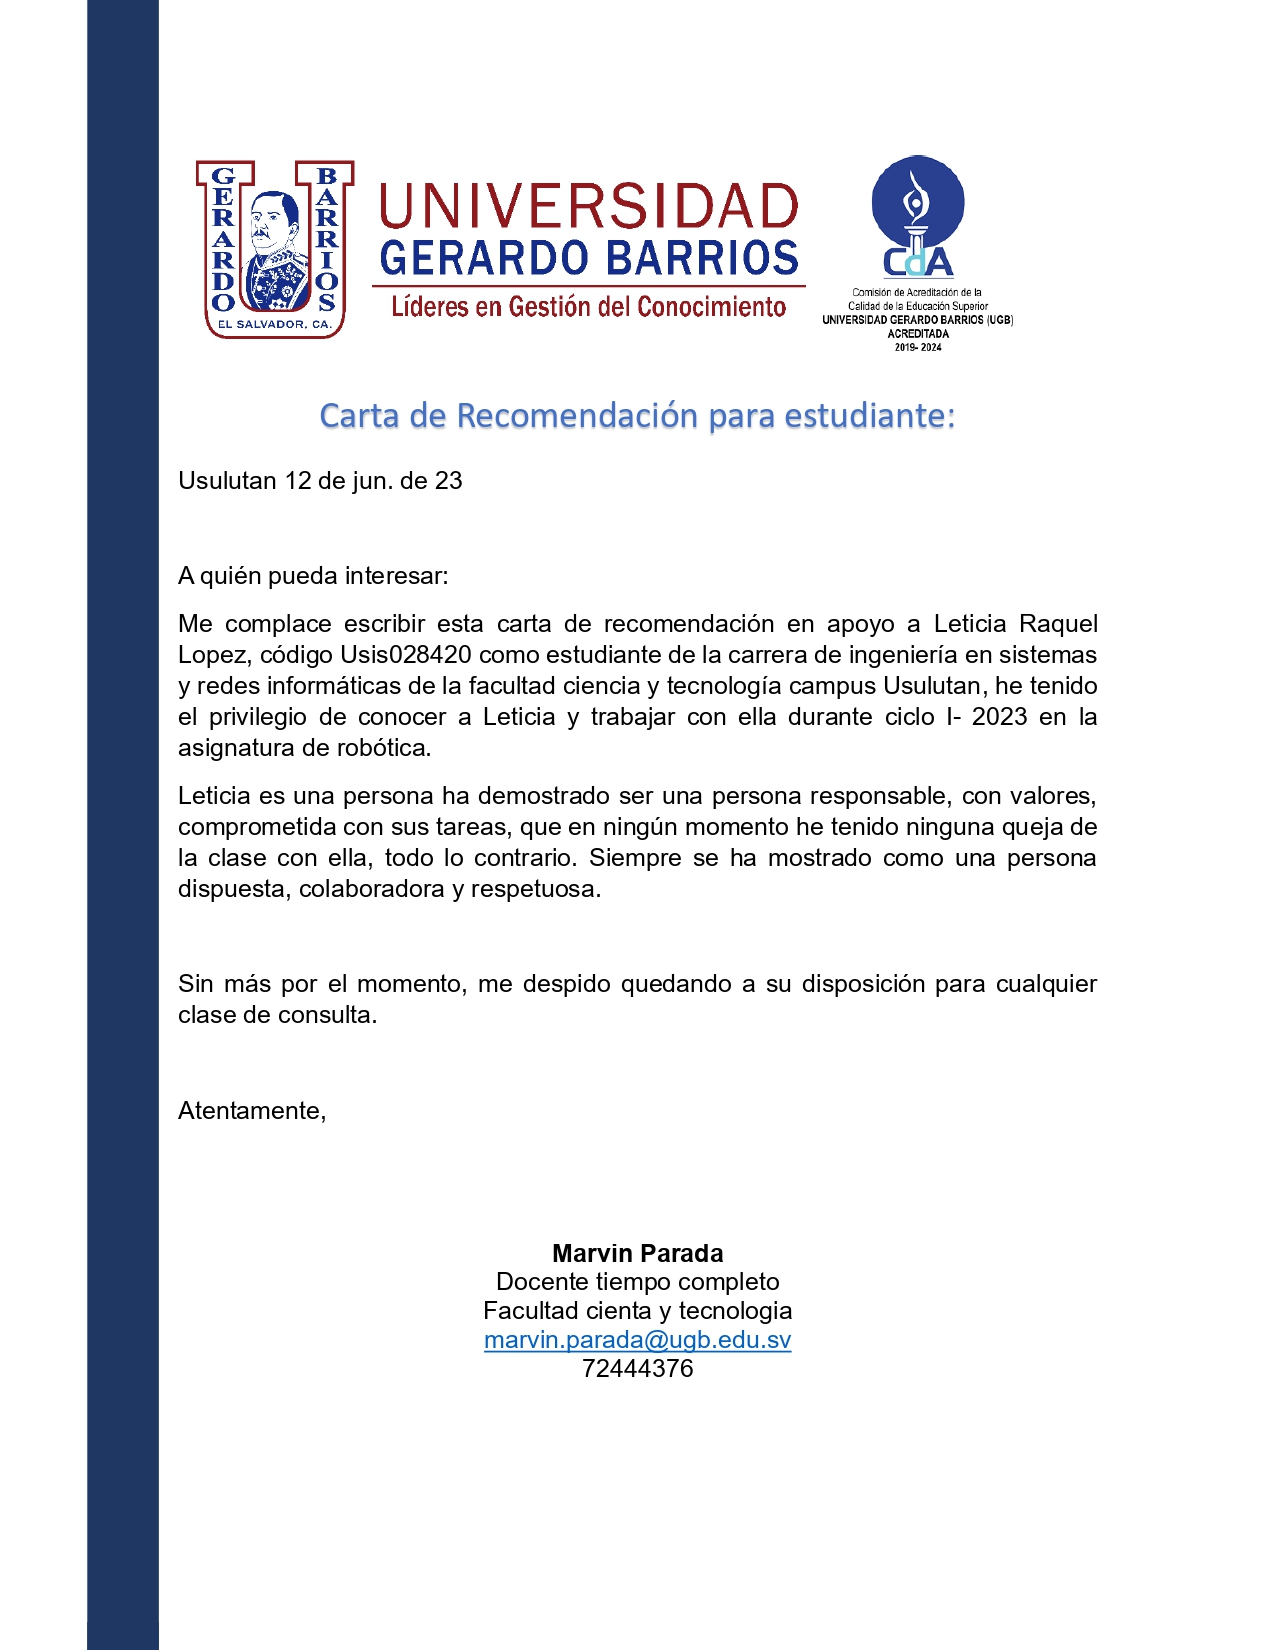 GERARDO BARRIOS
EL SALVADOR, CA.
UNIVERSIDAD
GERARDO BARRIOS
Líderes en Gestión del Conocimiento
CdA
Comisión de Acreditación de la
Calidad de la Educación Superior
UNIVERSIDAD GERARDO BARRIOS (UGB)
ACREDITADA
2019- 2024
Carta de Recomendación para estudiante:
Usulutan 12 de jun. de 23
A quién pueda interesar:
Me complace escribir esta carta de recomendación en apoyo a Leticia Raquel
Lopez, código Usis028420 como estudiante de la carrera de ingeniería en sistemas
y redes informáticas de la facultad ciencia y tecnología campus Usulutan, he tenido
el privilegio de conocer a Leticia y trabajar con ella durante ciclo I- 2023 en la
asignatura de robótica.
Leticia es una persona ha demostrado ser una persona responsable, con valores,
comprometida con sus tareas, que en ningún momento he tenido ninguna queja de
la clase con ella, todo lo contrario. Siempre se ha mostrado como una persona
dispuesta, colaboradora y respetuosa.
Sin más por el momento, me despido quedando a su disposición para cualquier
clase de consulta.
Atentamente,
Marvin Parada
Docente tiempo completo
Facultad cienta y tecnologia
marvin.parada@ugb.edu.sv
72444376